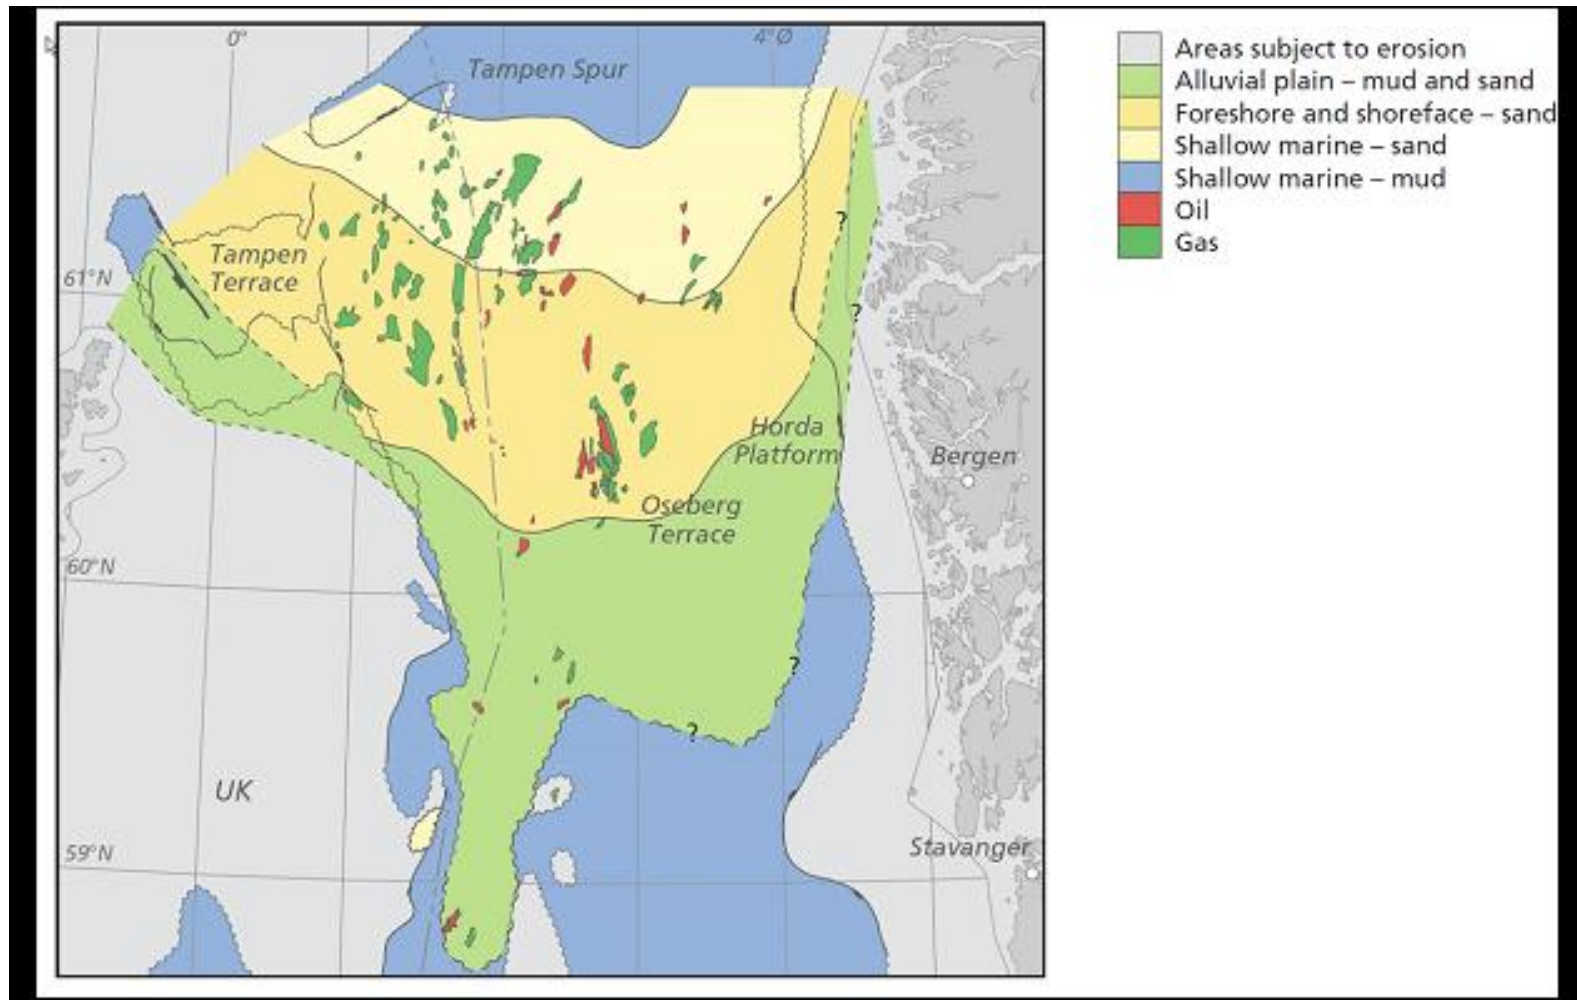 0°
4°0
Tampen Spur
Tampen
Terrace
61°N
?
?
Horda
Platform
Bergen
Oseberg
Terrace
60°N
?
?
UK
59°N
Stavanger
Areas subject to erosion
Alluvial plain – mud and sand
Foreshore and shoreface – sand
Shallow marine – sand
Shallow marine – mud
Oil
Gas